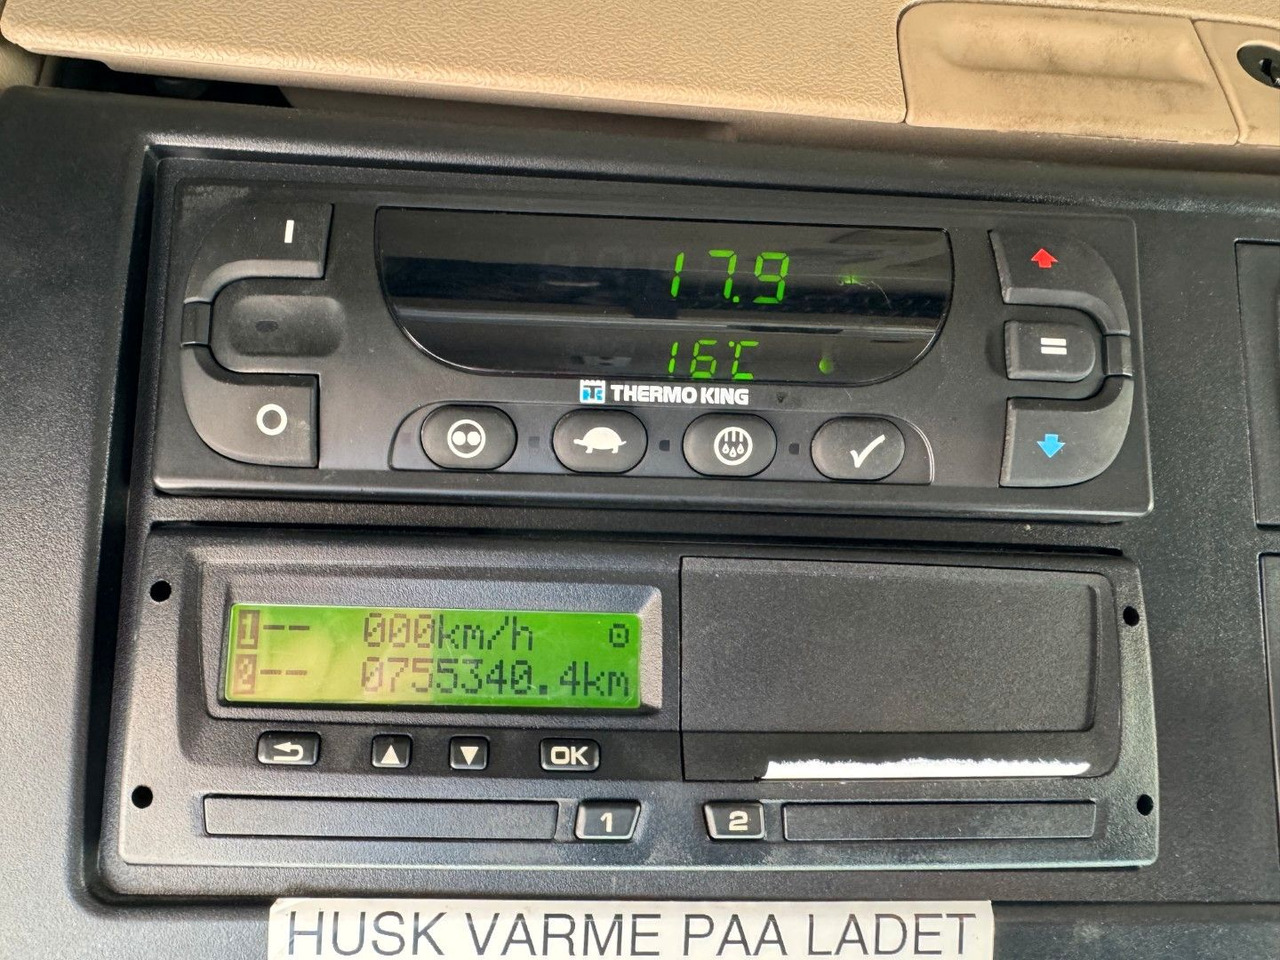 17.9
16°C
THERMO KING
1-- 000km/h
0-- 0755340.4km
OK
1 2
HUSK VARME PAA LADET